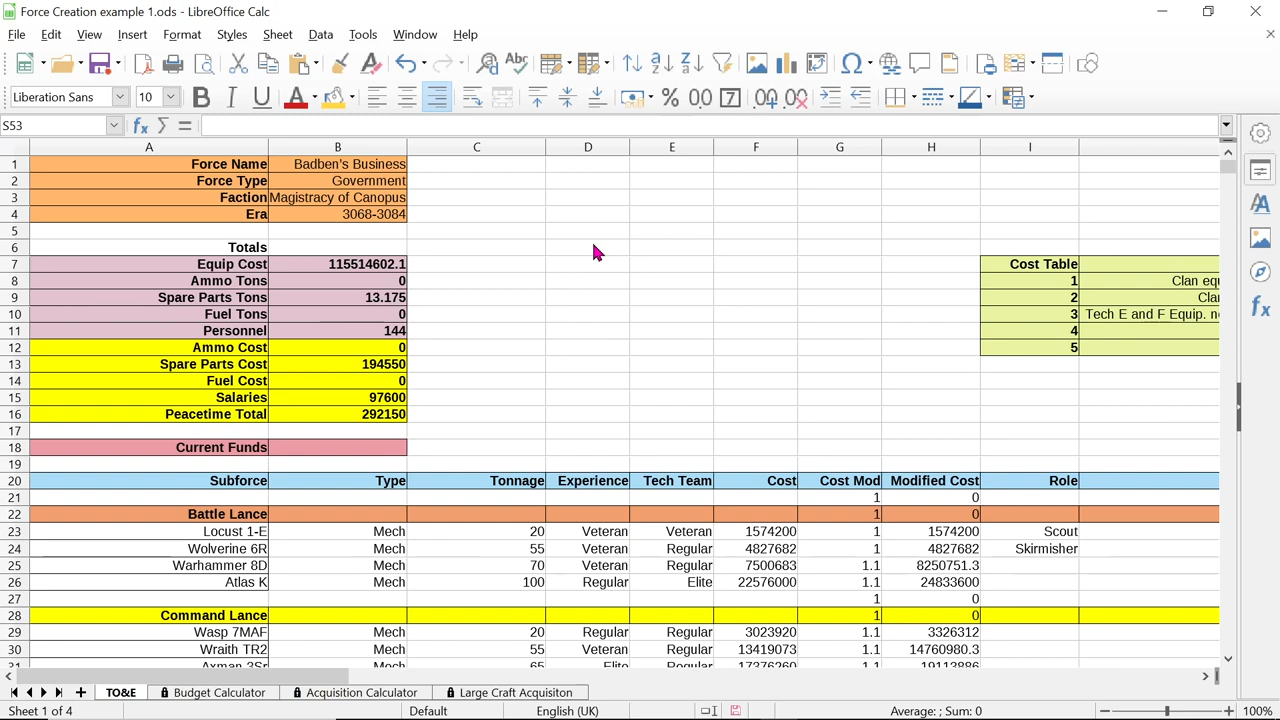 Force Creation example 1.ods - LibreOffice Calc
File Edit View Insert Format Styles Sheet Data Tools Window Help
Liberation Sans 10
S53
A B C D E F G H I
1 Force Name Badben's Business
2 Force Type Government
3 Faction Magistracy of Canopus
4 Era 3068-3084
5
6 Totals
7 Equip Cost 115514602.1 Cost Table
8 Ammo Tons 0 1 Clan equ
9 Spare Parts Tons 13.175 2 Clar
10 Fuel Tons 0 3 Tech E and F Equip. n
11 Personnel 144 4
12 Ammo Cost 0 5
13 Spare Parts Cost 194550
14 Fuel Cost 0
15 Salaries 97600
16 Peacetime Total 292150
17
18 Current Funds
19
20 Subforce Type Tonnage Experience Tech Team Cost Cost Mod Modified Cost Role
21 1 0
22 Battle Lance 1 0
23 Locust 1-E Mech 20 Veteran Veteran 1574200 1 1574200 Scout
24 Wolverine 6R Mech 55 Veteran Regular 4827682 1 4827682 Skirmisher
25 Warhammer 8D Mech 70 Veteran Regular 7500683 1.1 8250751.3
26 Atlas K Mech 100 Regular Elite 22576000 1.1 24833600
27 1 0
28 Command Lance 1 0
29 Wasp 7MAF Mech 20 Regular Regular 3023920 1.1 3326312
30 Wraith TR2 Mech 55 Veteran Regular 13419073 1.1 14760980.3
31 Axman 3Sr Mech 65 Elite Regular 17376260 1.1 19113886
TO&E Budget Calculator Acquisition Calculator Large Craft Acquisiton
Sheet 1 of 4 Default English (UK) Average: ; Sum: 0 100%